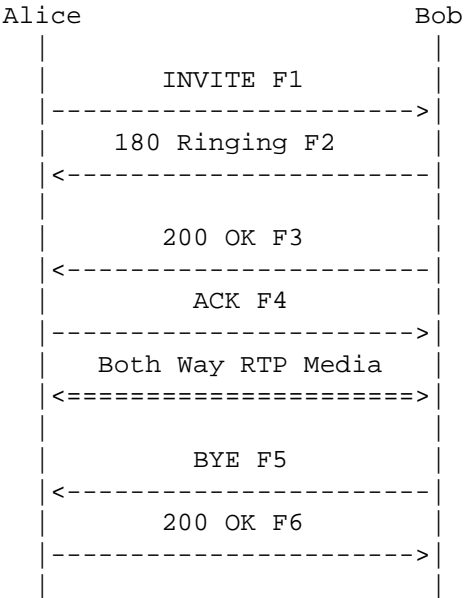 Alice Bob
INVITE F1
180 Ringing F2
200 OK F3
ACK F4
Both Way RTP Media
BYE F5
200 OK F6